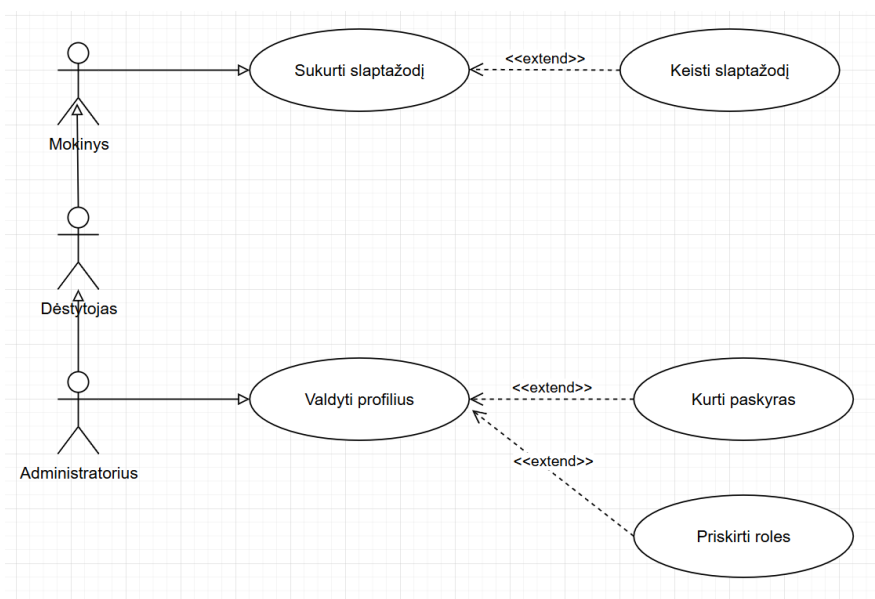 Sukurti slaptažodį
<<extend>>
Keisti slaptažodį
Mokinys
Dėstytojas
Administratorius
Valdyti profilius
<<extend>>
Kurti paskyras
<<extend>>
Priskirti roles